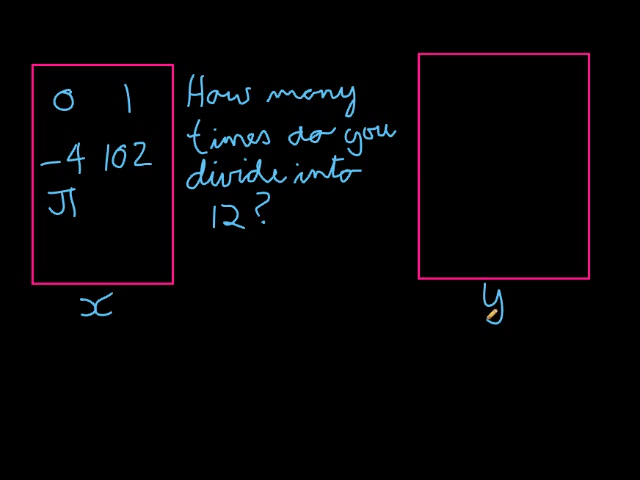 0 1
-4 102
π
How many
times do you
divide into
12?
x
y